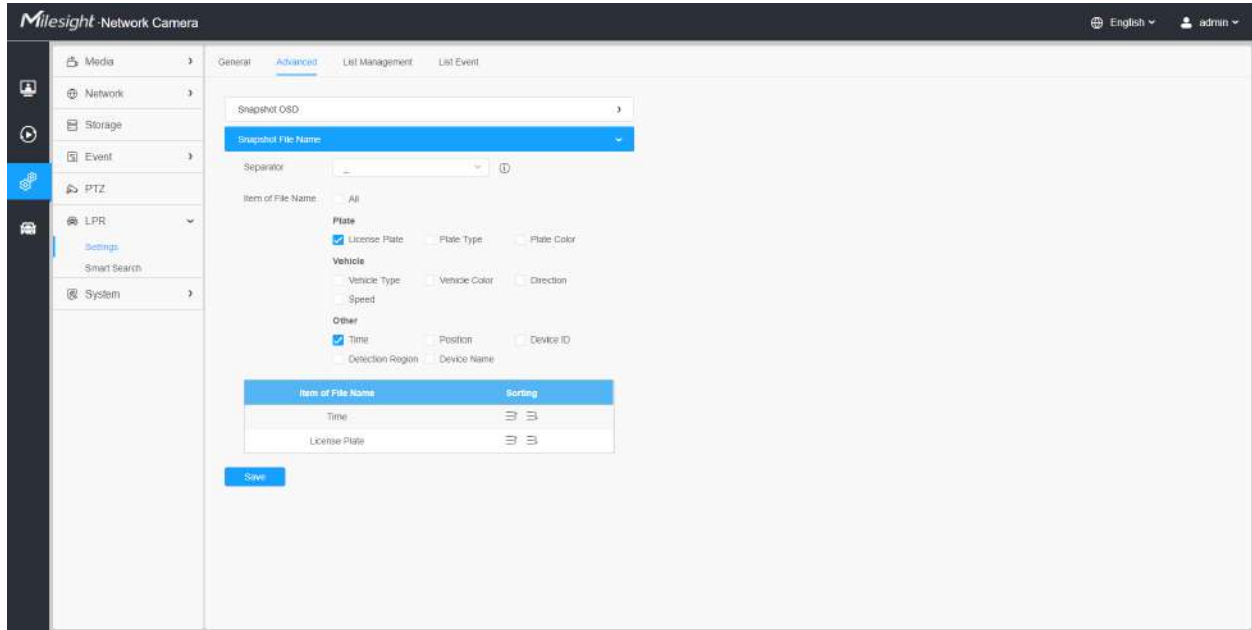 Milesight Network Camera
English
admin
Media
Network
Storage
Event
PTZ
LPR
Settings
Smart Search
System
General Advanced List Management List Event
Snapshot OSD
Snapshot File Name
Separator _
Item of File Name All
Plate
License Plate Plate Type Plate Color
Vehicle
Vehicle Type Vehicle Color Direction
Speed
Other
Time Position Device ID
Detection Region Device Name
Item of File Name Sorting
Time
License Plate
Save